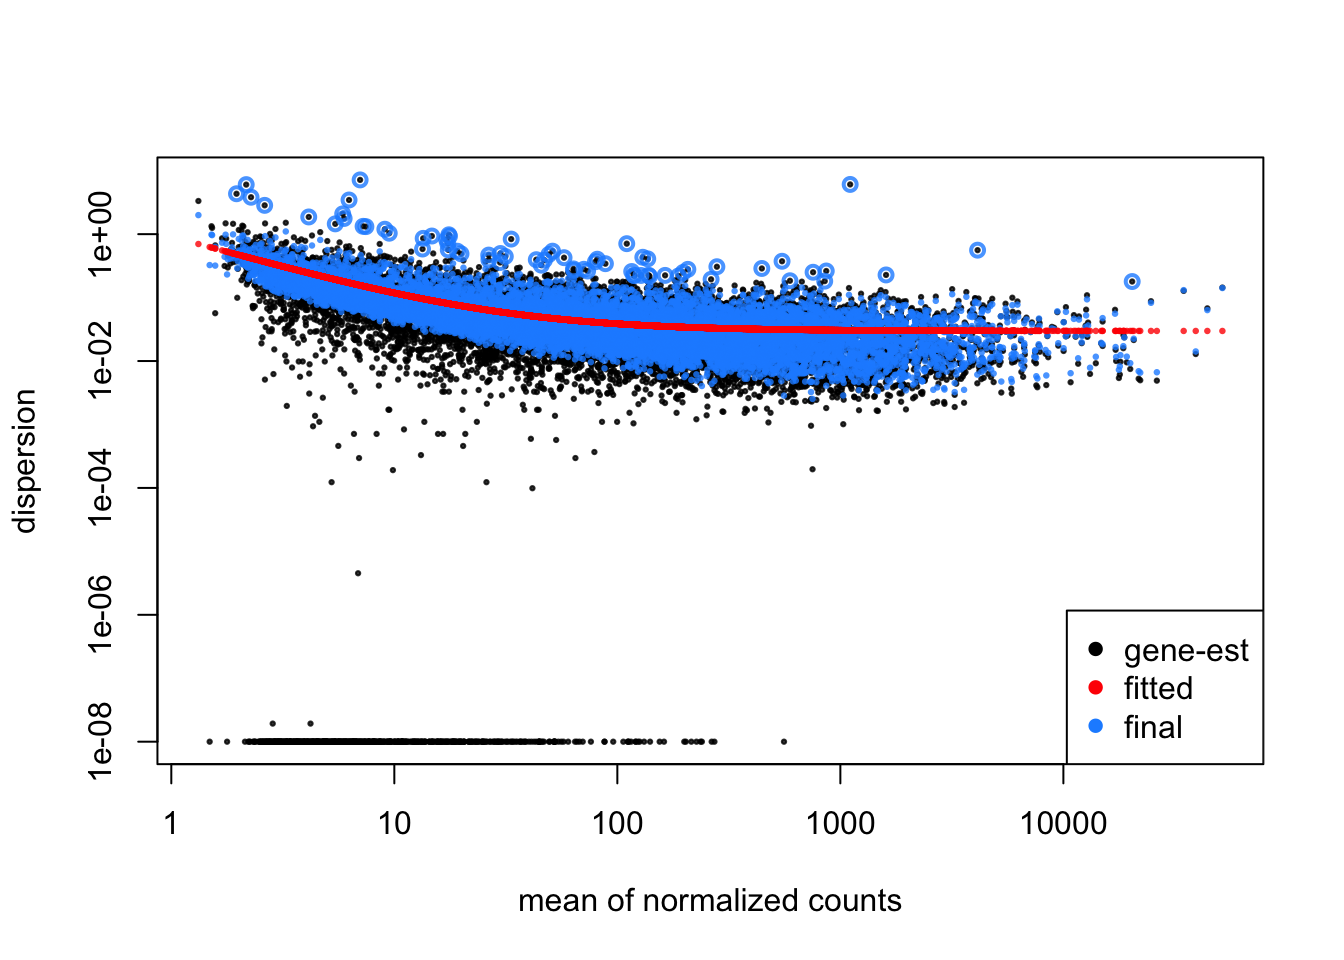 dispersion
1e+00
1e-02
1e-04
1e-06
1e-08
gene-est
fitted
final
1
10
100
1000
10000
mean of normalized counts